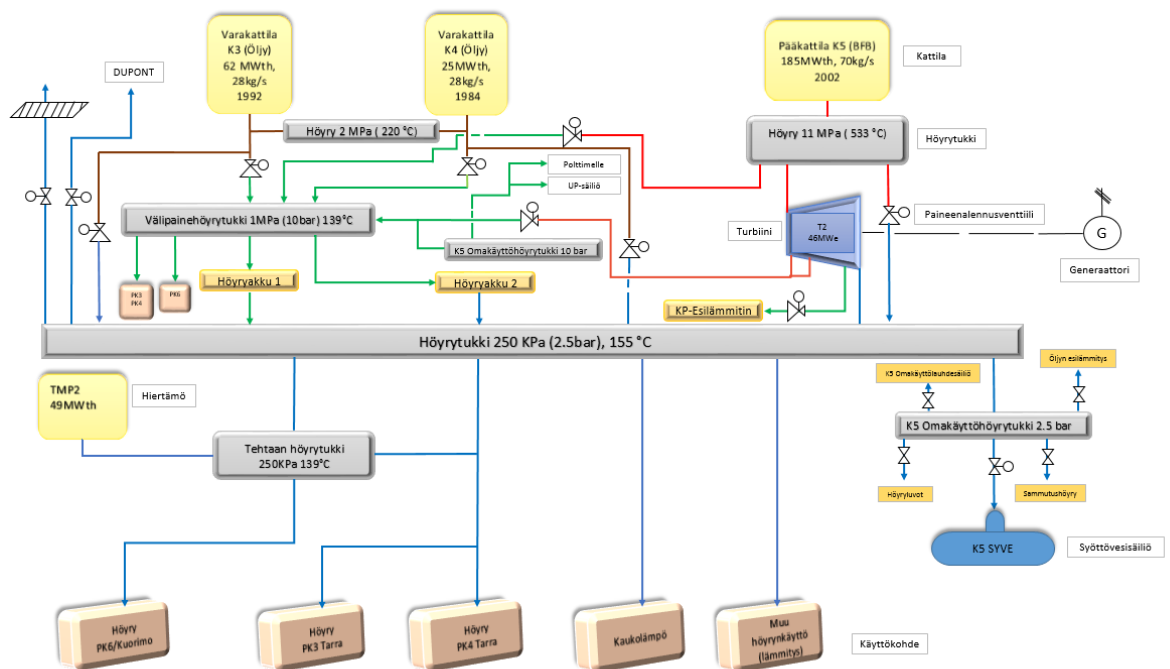 Varakattila
K3 (Öljy)
62 MWth,
28kg/s
1992
Varakattila
K4 (Öljy)
25MWth,
28kg/s
1984
Pääkattila K5 (BFB)
185MWth, 70kg/s
2002
Kattila
DUPONT
Höyry 2 MPa ( 220 °C)
Höyry 11 MPa ( 533 °C)
Höyrytukki
Polttimelle
UP-säiliö
Välipainehöyrytukki 1MPa (10bar) 139°C
K5 Omakäyttöhöyrytukki 10 bar
Turbiini
T2
46MWe
Paineenalennusventtiili
G
Generaattori
PK3
PK4
PK6
Höyryakku 1
Höyryakku 2
KP-Esilämmitin
Höyrytukki 250 KPa (2.5bar), 155 °C
TMP2
49MWth
Hiertämö
K5 Omakäyttölauhdesäiliö
Öljyn esilämmitys
K5 Omakäyttöhöyrytukki 2.5 bar
Tehtaan höyrytukki
250KPa 139°C
Höyryluvot
Sammutushöyry
K5 SYVE
Syöttövesisäiliö
Höyry
PK6/Kuorimo
Höyry
PK3 Tarra
Höyry
PK4 Tarra
Kaukolämpö
Muu
höyrynkäyttö
(lämmitys)
Käyttökohde